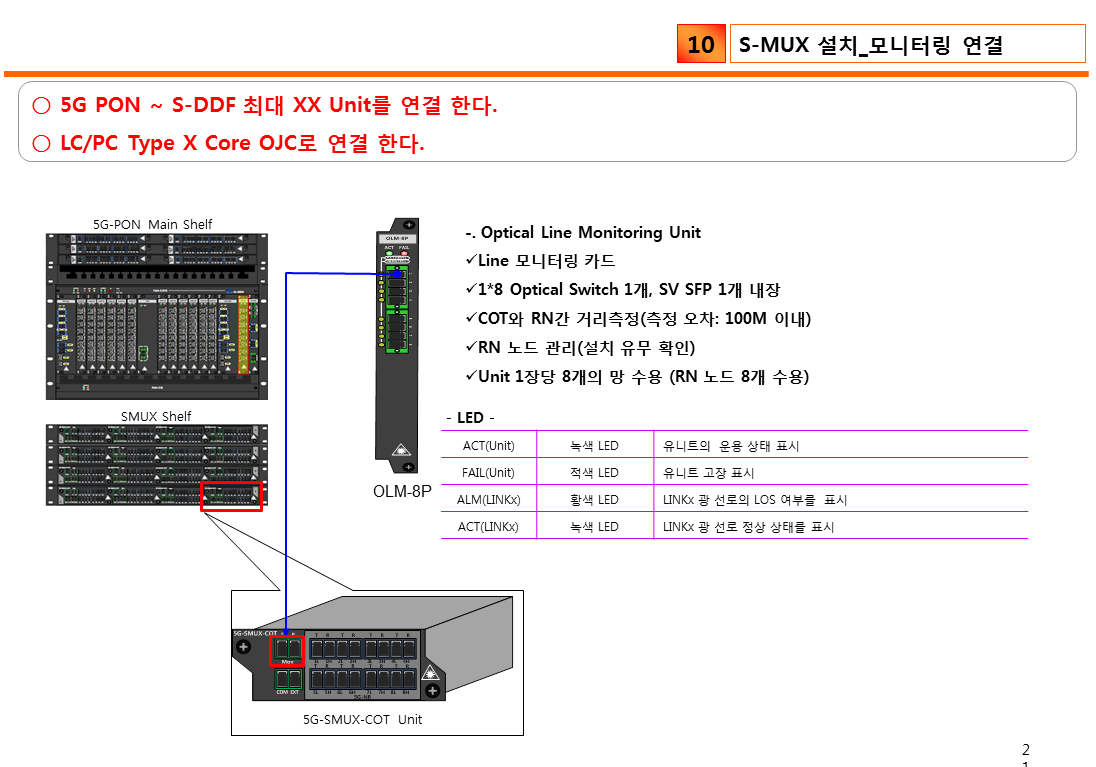 10
S-MUX 설치_모니터링 연결
○ 5G PON ~ S-DDF 최대 XX Unit를 연결 한다.
○ LC/PC Type X Core OJC로 연결 한다.
5G-PON Main Shelf
SMUX Shelf
OLM-8P
ACT FAIL
OLM-8P
-. Optical Line Monitoring Unit
✓Line 모니터링 카드
✓1*8 Optical Switch 1개, SV SFP 1개 내장
✓COT와 RN간 거리측정(측정 오차: 100M 이내)
✓RN 노드 관리(설치 유무 확인)
✓Unit 1장당 8개의 망 수용 (RN 노드 8개 수용)
- LED -
ACT(Unit) 녹색 LED 유니트의 운용 상태 표시
FAIL(Unit) 적색 LED 유니트 고장 표시
ALM(LINKx) 황색 LED LINKx 광 선로의 LOS 여부를 표시
ACT(LINKx) 녹색 LED LINKx 광 선로 정상 상태를 표시
5G-SMUX-COT
T R T R T R T R
Mon
T R T R T R T R
COM EXT
5L 5H 6L 6H 7L 7H 8L 8H
5G-NR
5G-SMUX-COT Unit
21